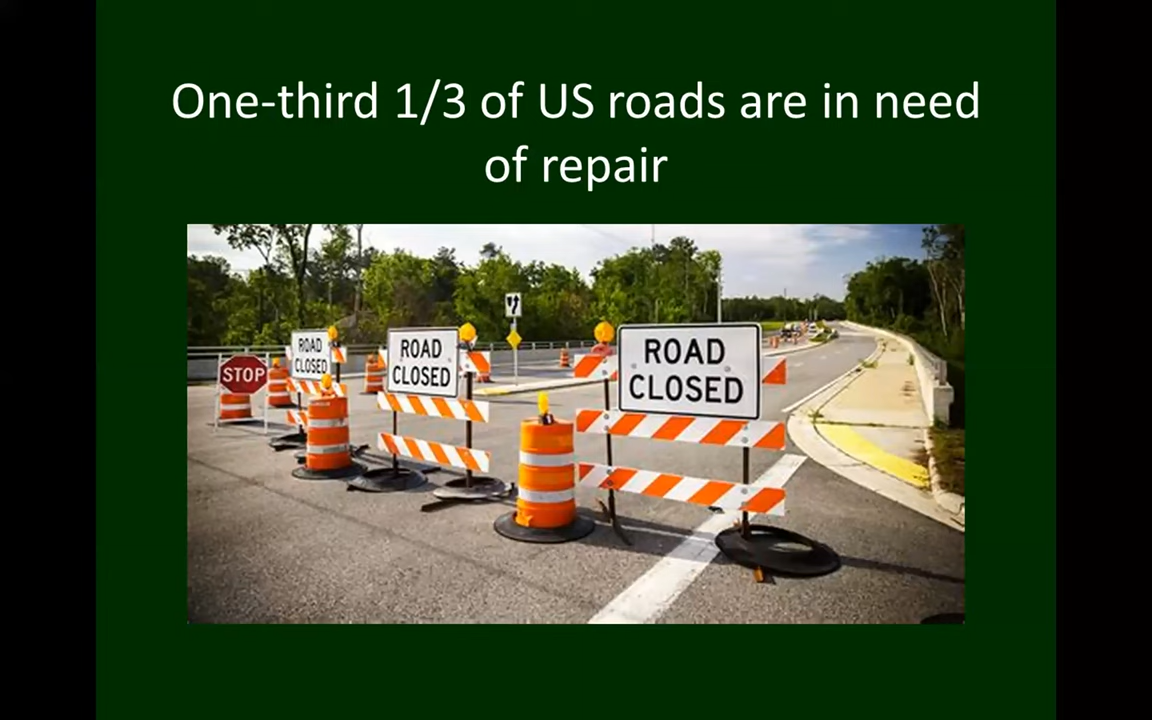 One-third 1/3 of US roads are in need
of repair
ROAD
CLOSED
ROAD
CLOSED
ROAD
CLOSED
STOP